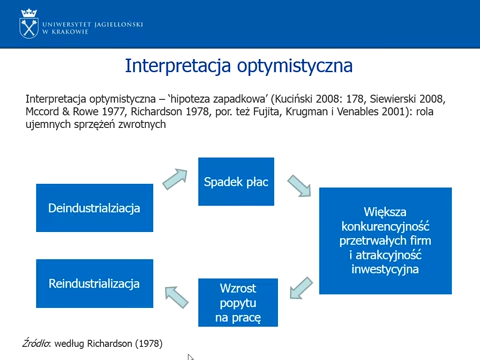 UNIWERSYTET JAGIELLOŃSKI
W KRAKOWIE
Interpretacja optymistyczna
Interpretacja optymistyczna – ‘hipoteza zapadkowa’ (Kuciński 2008: 178, Siewierski 2008,
Mccord & Rowe 1977, Richardson 1978, por. też Fujita, Krugman i Venables 2001): rola
ujemnych sprzężeń zwrotnych
Spadek płac
Deindustrialziacja
Większa
konkurencyjność
przetrwałych firm
i atrakcyjność
inwestycyjna
Reindustrializacja
Wzrost
popytu
na pracę
Źródło: według Richardson (1978)